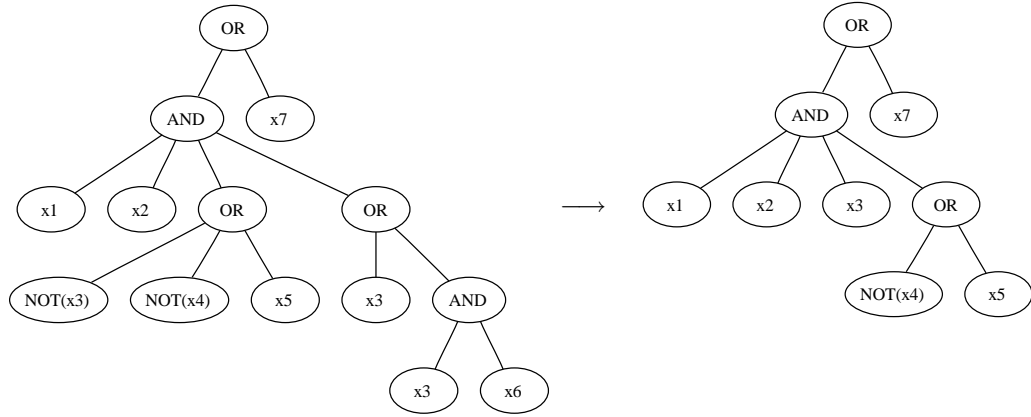 OR OR
AND x7 AND x7
x1 x2 OR OR ⟶ x1 x2 x3 OR
NOT(x3) NOT(x4) x5 x3 AND NOT(x4) x5
x3 x6